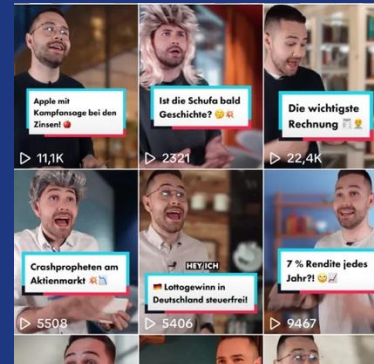 Apple mit
Kampfansage bei den
Zinsen! 🍎
Ist die Schufa bald
Geschichte? 🤔💥
Die wichtigste
Rechnung
11,1K
2321
22,4K
Crashpropheten am
Aktienmarkt 💥📉
HEY ICH
🇩🇪 Lottogewinn in
Deutschland steuerfrei!
7 % Rendite jedes
Jahr?! 🤔📈
5508
5406
9467